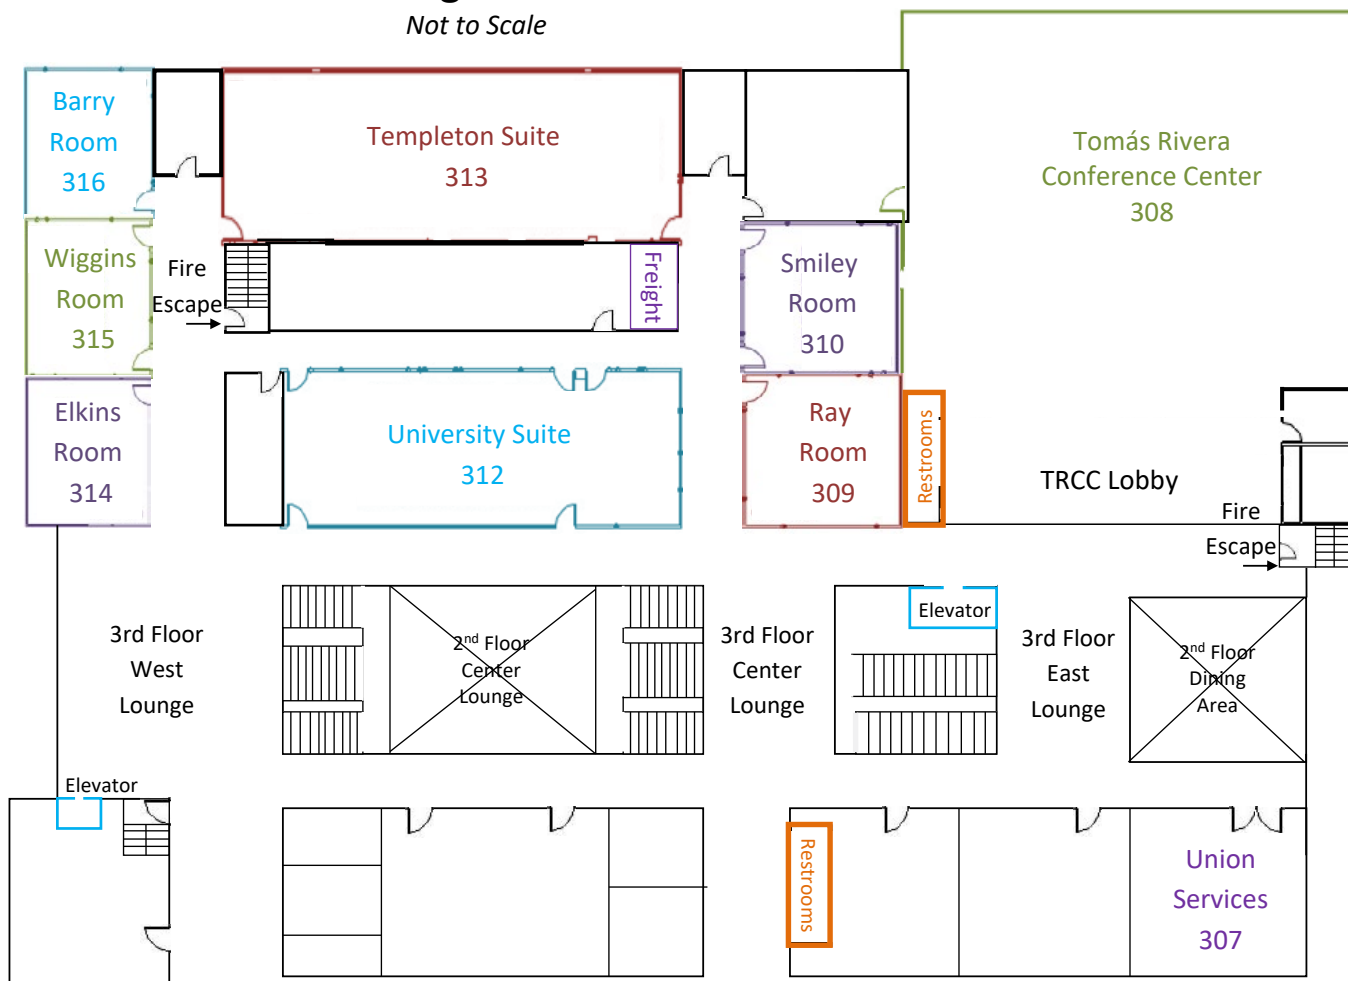 g
Not to Scale
Barry
Room
316
Templeton Suite
313
Tomás Rivera
Conference Center
308
Wiggins
Room
315
Fire
Escape
Freight
Smiley
Room
310
Elkins
Room
314
University Suite
312
Ray
Room
309
Restrooms
TRCC Lobby
Fire
Escape
3rd Floor
West
Lounge
2nd Floor
Center
Lounge
3rd Floor
Center
Lounge
Elevator
3rd Floor
East
Lounge
2nd Floor
Dining
Area
Elevator
Restrooms
Union
Services
307